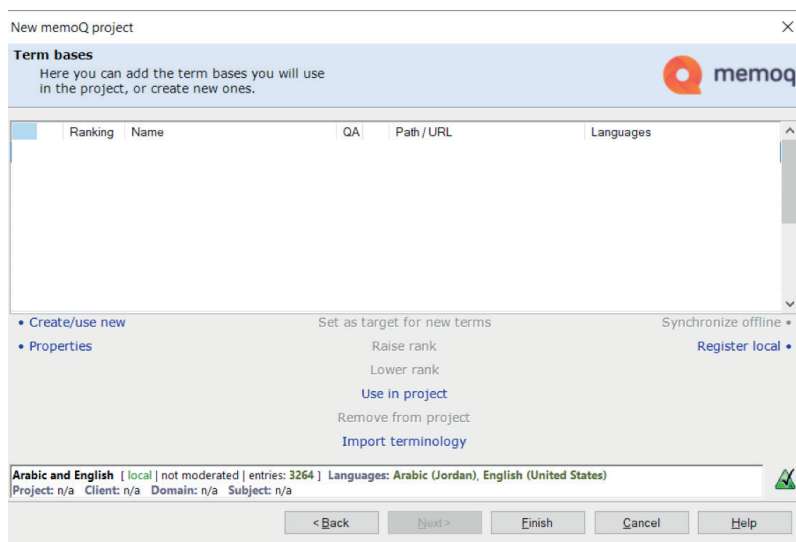 New memoQ project
Term bases
Here you can add the term bases you will use
in the project, or create new ones.
memoq
Ranking Name QA Path / URL Languages
• Create/use new Set as target for new terms Synchronize offline •
• Properties Raise rank Register local •
Lower rank
Use in project
Remove from project
Import terminology
Arabic and English [ local | not moderated | entries: 3264 ] Languages: Arabic (Jordan), English (United States)
Project: n/a Client: n/a Domain: n/a Subject: n/a
< Back Next > Finish Cancel Help